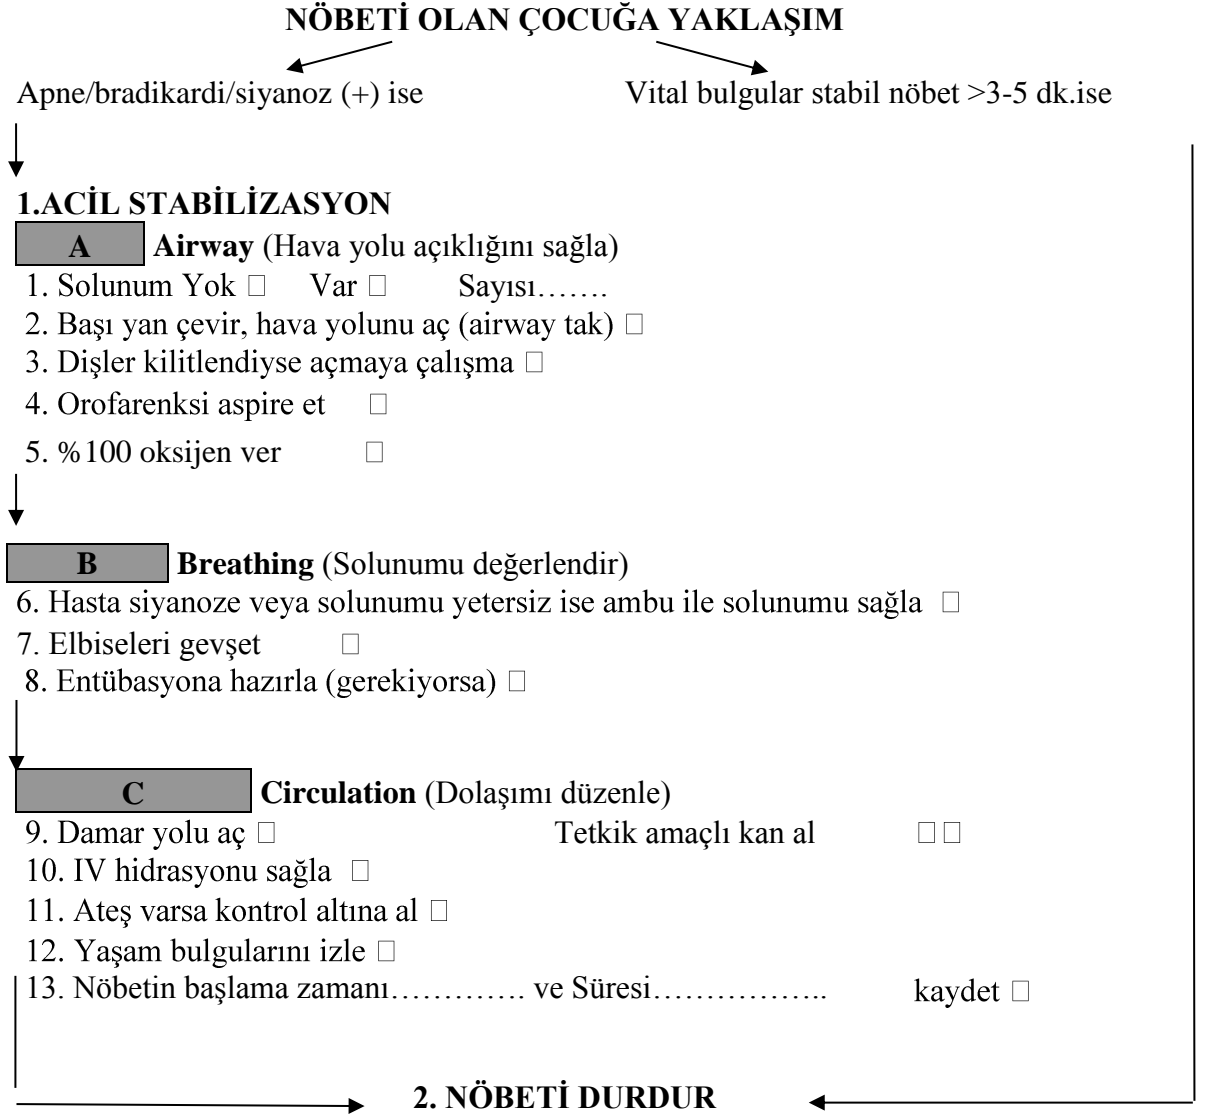 NÖBETİ OLAN ÇOCUĞA YAKLAŞIM
Apne/bradikardi/siyanoz (+) ise Vital bulgular stabil nöbet >3-5 dk.ise
1.ACİL STABİLİZASYON
A Airway (Hava yolu açıklığını sağla)
1. Solunum Yok □ Var □ Sayısı…….
2. Başı yan çevir, hava yolunu aç (airway tak) □
3. Dişler kilitlendiyse açmaya çalışma □
4. Orofarenksi aspire et □
5. %100 oksijen ver □
B Breathing (Solunumu değerlendir)
6. Hasta siyanoze veya solunumu yetersiz ise ambu ile solunumu sağla □
7. Elbiseleri gevşet □
8. Entübasyona hazırla (gerekiyorsa) □
C Circulation (Dolaşımı düzenle)
9. Damar yolu aç □ Tetkik amaçlı kan al □□
10. IV hidrasyonu sağla □
11. Ateş varsa kontrol altına al □
12. Yaşam bulgularını izle □
13. Nöbetin başlama zamanı…………. ve Süresi…………….. kaydet □
2. NÖBETİ DURDUR